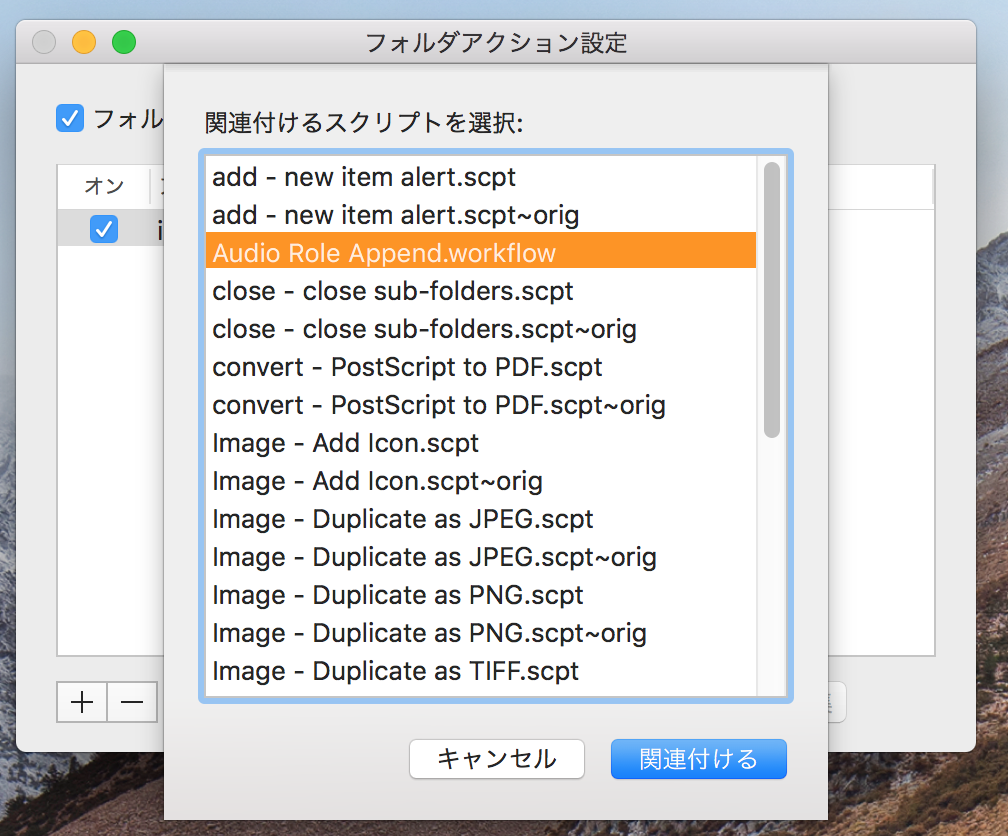 フォルダアクション設定
フォル
関連付けるスクリプトを選択:
オン
add - new item alert.scpt
add - new item alert.scpt~orig
Audio Role Append.workflow
close - close sub-folders.scpt
close - close sub-folders.scpt~orig
convert - PostScript to PDF.scpt
convert - PostScript to PDF.scpt~orig
Image - Add Icon.scpt
Image - Add Icon.scpt~orig
Image - Duplicate as JPEG.scpt
Image - Duplicate as JPEG.scpt~orig
Image - Duplicate as PNG.scpt
Image - Duplicate as PNG.scpt~orig
Image - Duplicate as TIFF.scpt
キャンセル
関連付ける